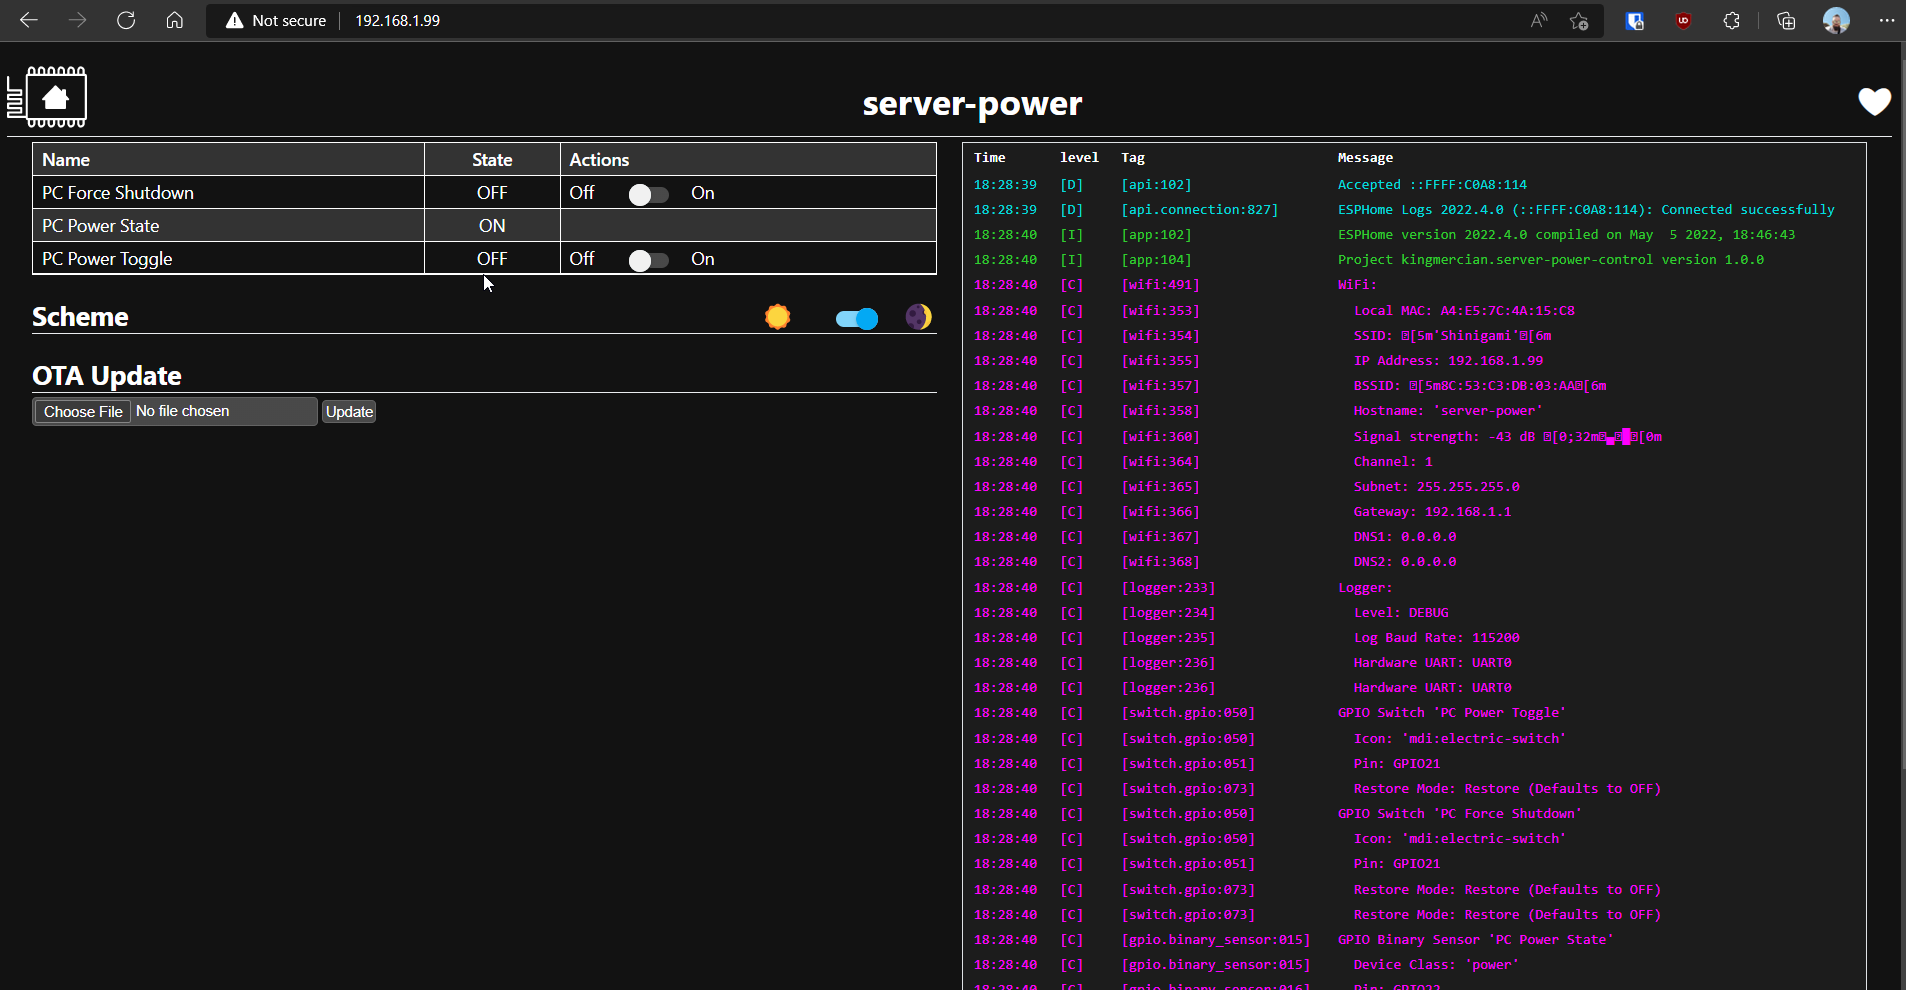 Not secure 192.168.1.99
server-power
Name State Actions
PC Force Shutdown OFF Off On
PC Power State ON
PC Power Toggle OFF Off On
Scheme
OTA Update
Choose File No file chosen Update
Time level Tag Message
18:28:39 [D] [api:102] Accepted ::FFFF:C0A8:114
18:28:39 [D] [api.connection:827] ESPHome Logs 2022.4.0 (::FFFF:C0A8:114): Connected successfully
18:28:40 [I] [app:102] ESPHome version 2022.4.0 compiled on May  5 2022, 18:46:43
18:28:40 [I] [app:104] Project kingmercian.server-power-control version 1.0.0
18:28:40 [C] [wifi:491] WiFi:
18:28:40 [C] [wifi:353] Local MAC: A4:E5:7C:4A:15:C8
18:28:40 [C] [wifi:354] SSID: [5m'Shinigami'[6m
18:28:40 [C] [wifi:355] IP Address: 192.168.1.99
18:28:40 [C] [wifi:357] BSSID: [5m8C:53:C3:DB:03:AA[6m
18:28:40 [C] [wifi:358] Hostname: 'server-power'
18:28:40 [C] [wifi:360] Signal strength: -43 dB [0;32m▄█[0m
18:28:40 [C] [wifi:364] Channel: 1
18:28:40 [C] [wifi:365] Subnet: 255.255.255.0
18:28:40 [C] [wifi:366] Gateway: 192.168.1.1
18:28:40 [C] [wifi:367] DNS1: 0.0.0.0
18:28:40 [C] [wifi:368] DNS2: 0.0.0.0
18:28:40 [C] [logger:233] Logger:
18:28:40 [C] [logger:234] Level: DEBUG
18:28:40 [C] [logger:235] Log Baud Rate: 115200
18:28:40 [C] [logger:236] Hardware UART: UART0
18:28:40 [C] [logger:236] Hardware UART: UART0
18:28:40 [C] [switch.gpio:050] GPIO Switch 'PC Power Toggle'
18:28:40 [C] [switch.gpio:050] Icon: 'mdi:electric-switch'
18:28:40 [C] [switch.gpio:051] Pin: GPIO21
18:28:40 [C] [switch.gpio:073] Restore Mode: Restore (Defaults to OFF)
18:28:40 [C] [switch.gpio:050] GPIO Switch 'PC Force Shutdown'
18:28:40 [C] [switch.gpio:050] Icon: 'mdi:electric-switch'
18:28:40 [C] [switch.gpio:051] Pin: GPIO21
18:28:40 [C] [switch.gpio:073] Restore Mode: Restore (Defaults to OFF)
18:28:40 [C] [switch.gpio:073] Restore Mode: Restore (Defaults to OFF)
18:28:40 [C] [gpio.binary_sensor:015] GPIO Binary Sensor 'PC Power State'
18:28:40 [C] [gpio.binary_sensor:015] Device Class: 'power'
18:28:40 [C] [gpio.binary_sensor:016] Pin: GPIO22